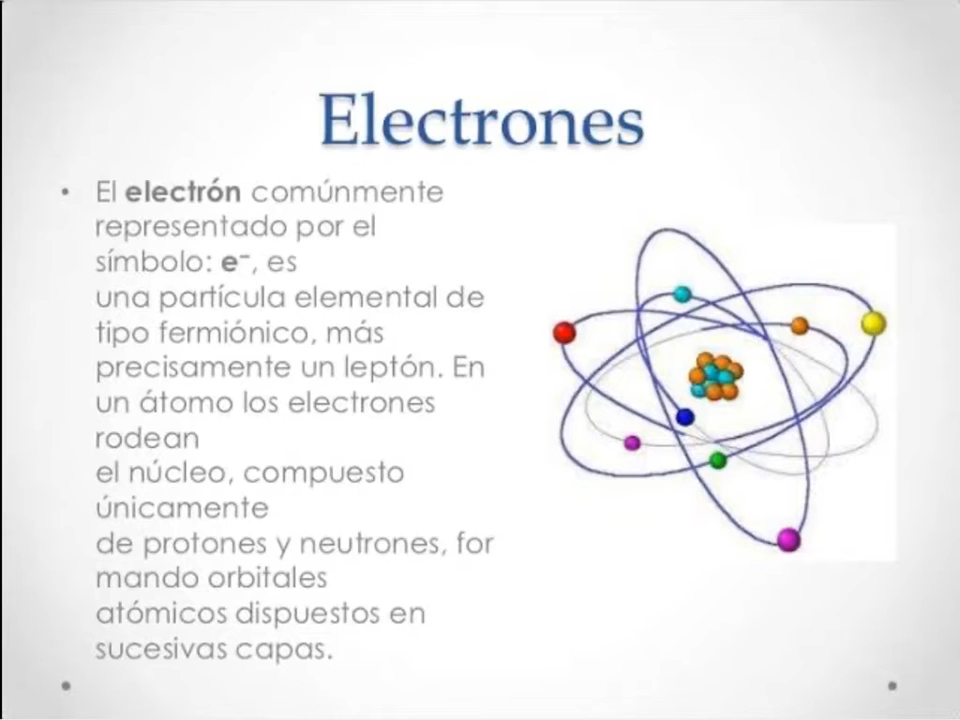 Electrones
• El electrón comúnmente
representado por el
símbolo: e⁻, es
una partícula elemental de
tipo fermiónico, más
precisamente un leptón. En
un átomo los electrones
rodean
el núcleo, compuesto
únicamente
de protones y neutrones, for
mando orbitales
atómicos dispuestos en
sucesivas capas.